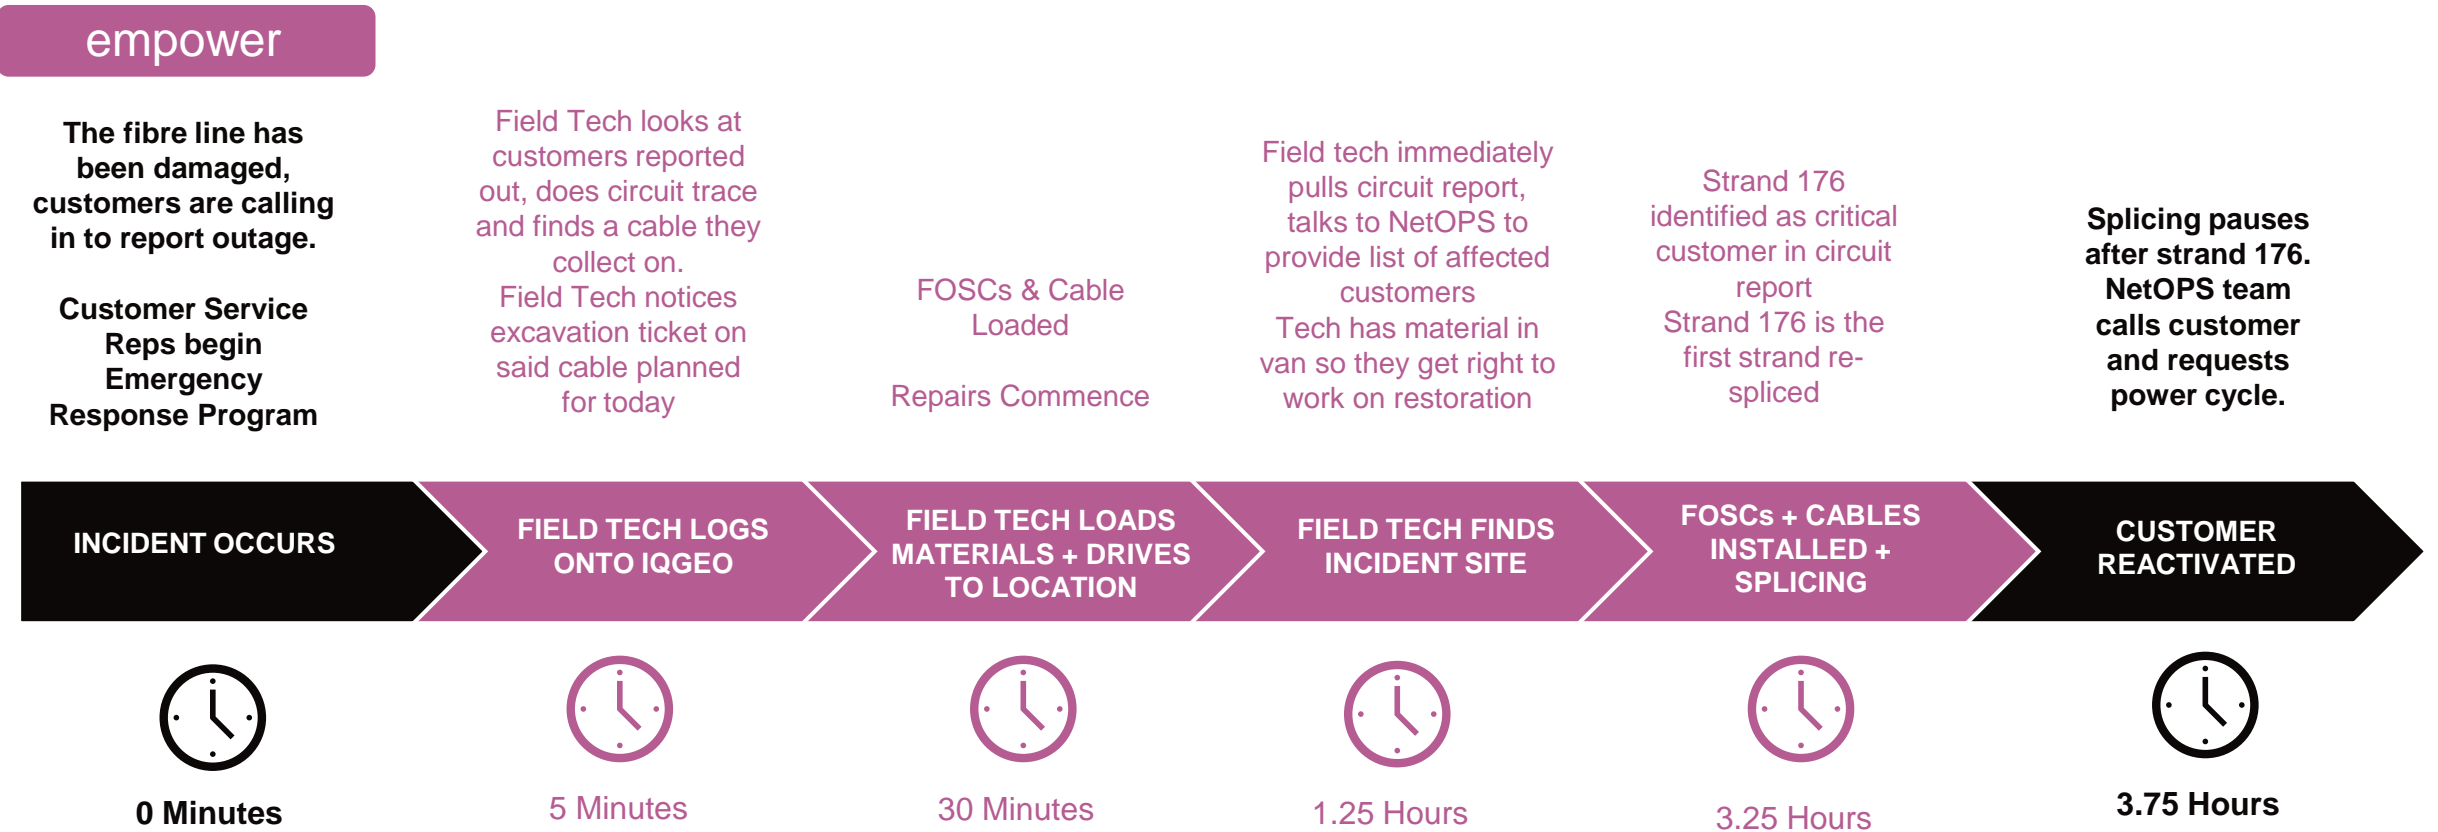 empower
The fibre line has
been damaged,
customers are calling
in to report outage.
Customer Service
Reps begin
Emergency
Response Program
Field Tech looks at
customers reported
out, does circuit trace
and finds a cable they
collect on.
Field Tech notices
excavation ticket on
said cable planned
for today
FOSCs & Cable
Loaded
Repairs Commence
Field tech immediately
pulls circuit report,
talks to NetOPS to
provide list of affected
customers
Tech has material in
van so they get right to
work on restoration
Strand 176
identified as critical
customer in circuit
report
Strand 176 is the
first strand re-
spliced
Splicing pauses
after strand 176.
NetOPS team
calls customer
and requests
power cycle.
INCIDENT OCCURS
FIELD TECH LOGS
ONTO IQGEO
FIELD TECH LOADS
MATERIALS + DRIVES
TO LOCATION
FIELD TECH FINDS
INCIDENT SITE
FOSCs + CABLES
INSTALLED +
SPLICING
CUSTOMER
REACTIVATED
0 Minutes
5 Minutes
30 Minutes
1.25 Hours
3.25 Hours
3.75 Hours